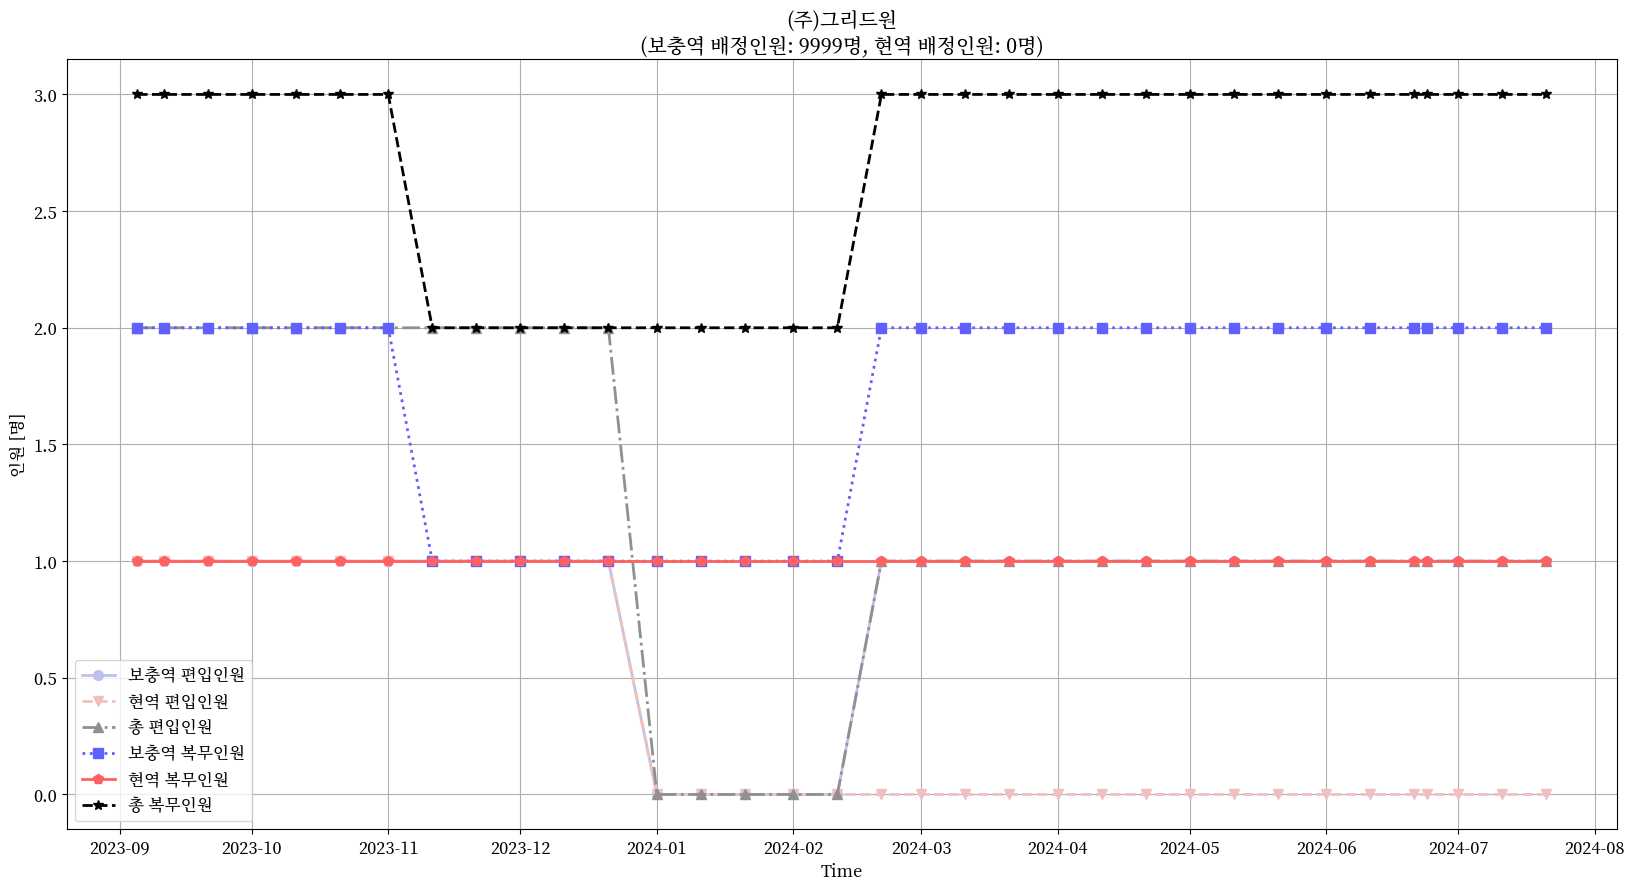 (주)그리드원
(보충역 배정인원: 9999명, 현역 배정인원: 0명)
인원 [명]
3.0
2.5
2.0
1.5
1.0
0.5
0.0
보충역 편입인원
현역 편입인원
총 편입인원
보충역 복무인원
현역 복무인원
총 복무인원
2023-09 2023-10 2023-11 2023-12 2024-01 2024-02 2024-03 2024-04 2024-05 2024-06 2024-07 2024-08
Time